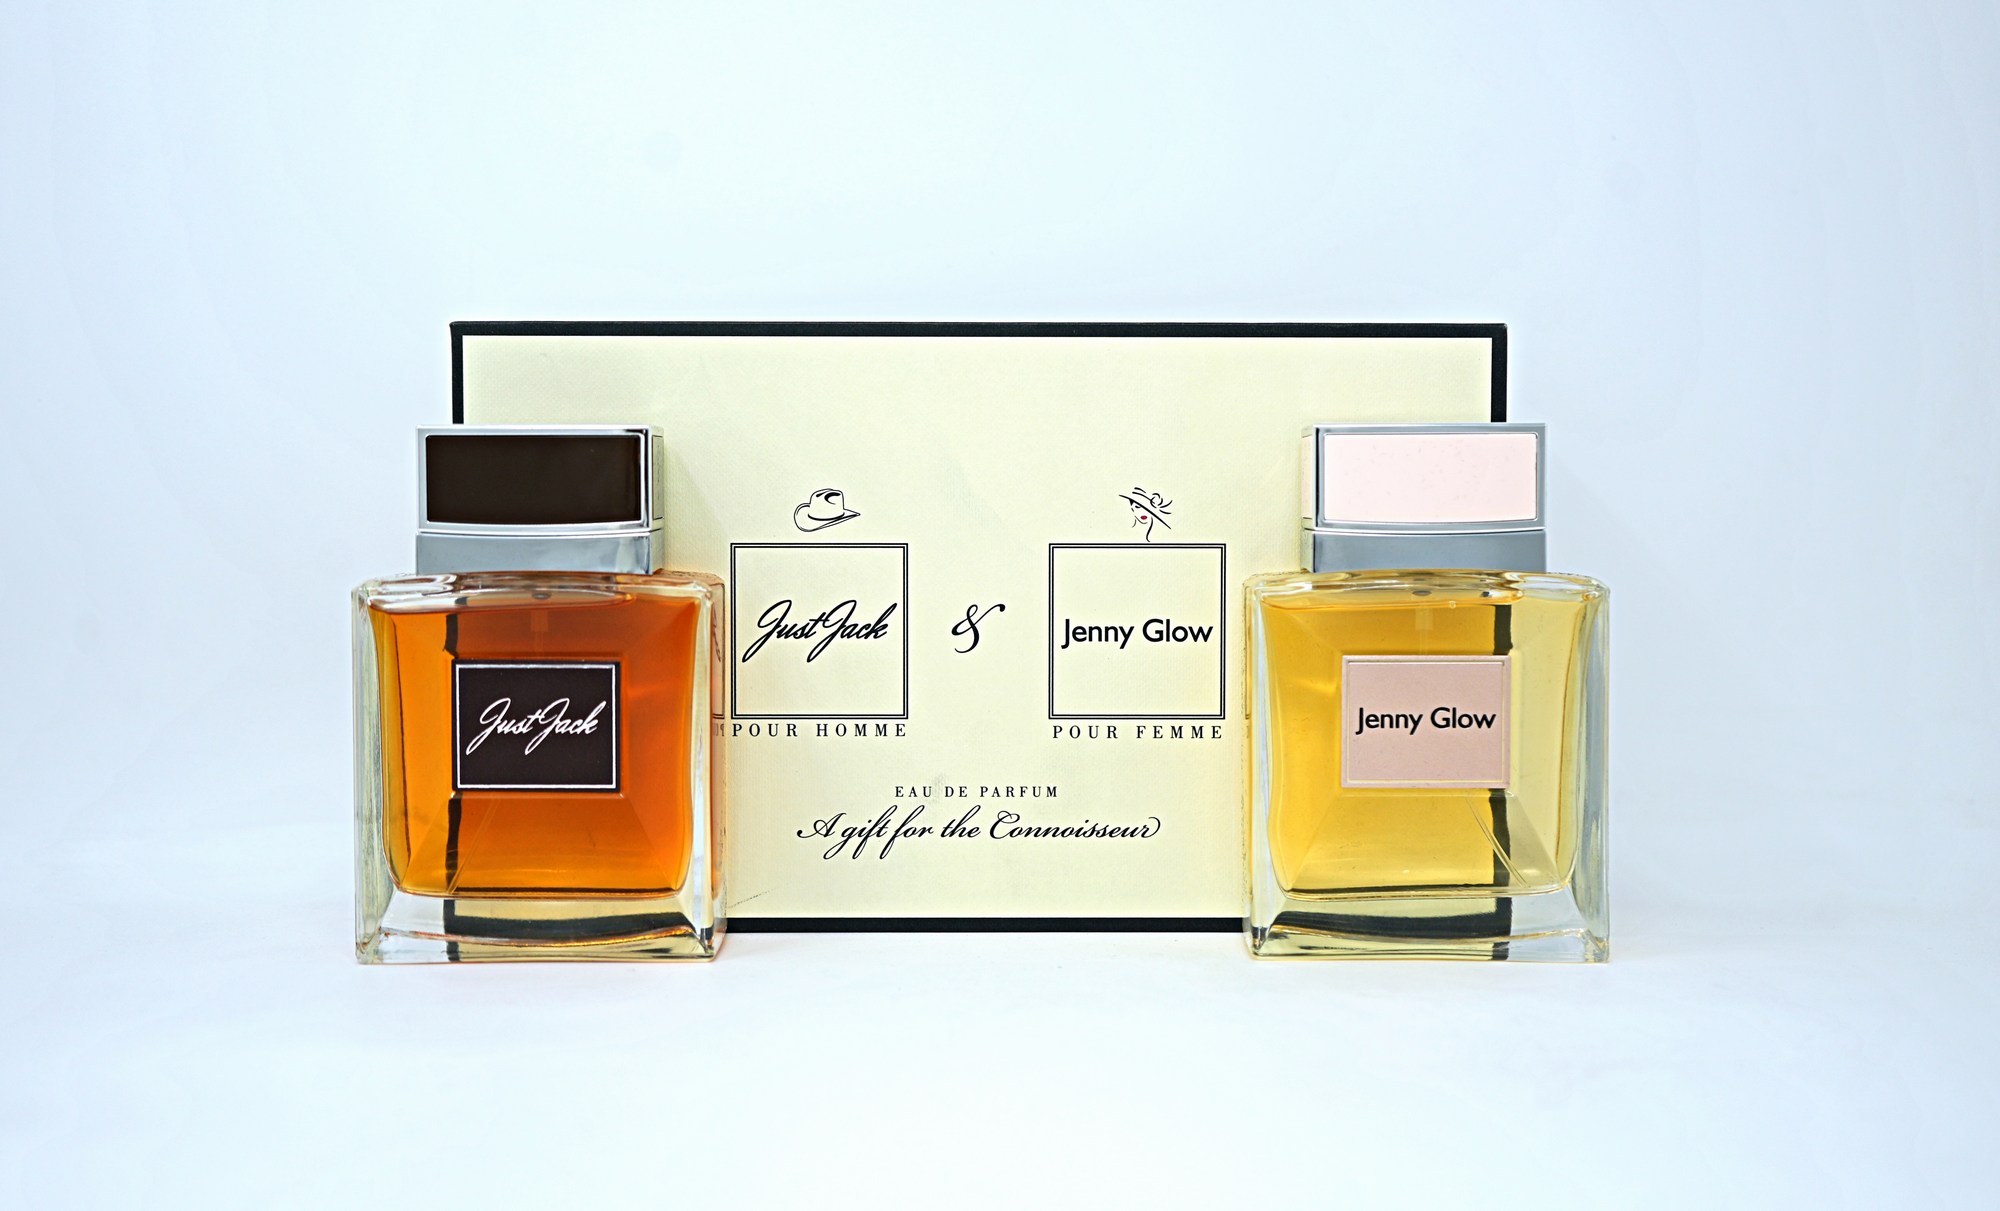 Just Jack
&
Jenny Glow
POUR HOMME
POUR FEMME
EAU DE PARFUM
A gift for the Connoisseur
Just Jack
Jenny Glow